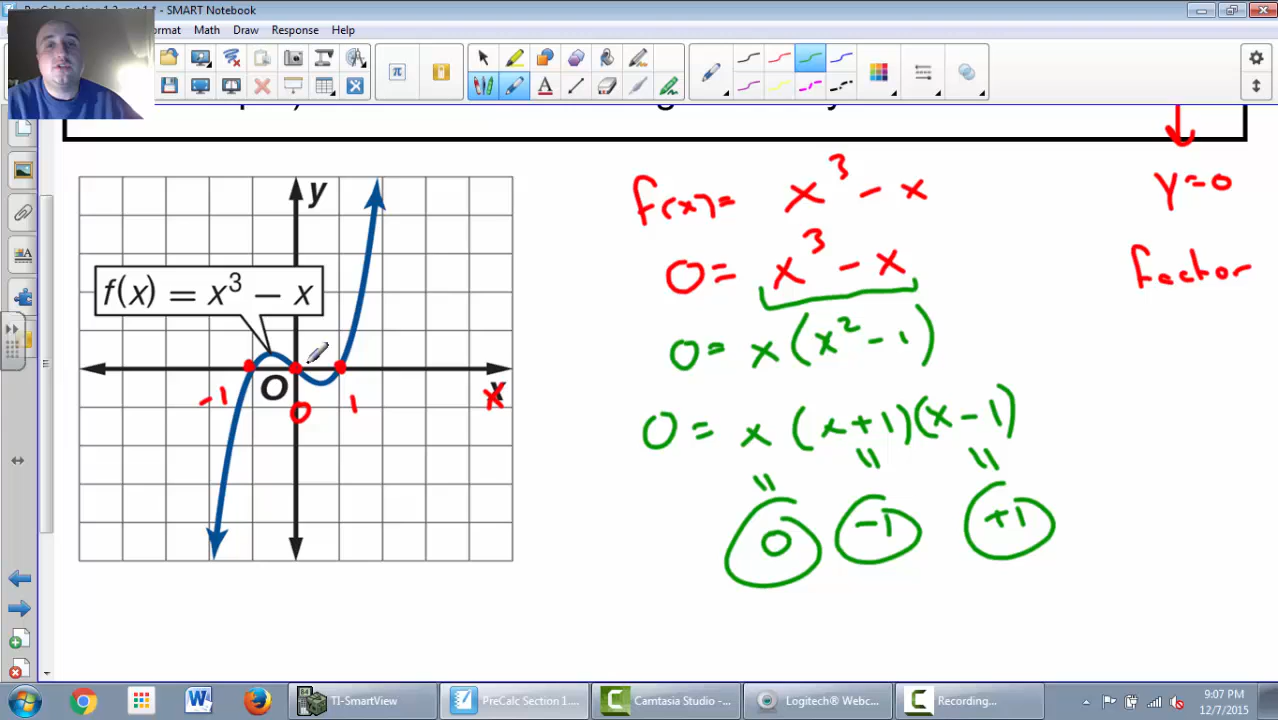 PreCalc Section 1.2 part 1.* - SMART Notebook
Format Math Draw Response Help
y
f(x) = x³ − x
O
x
-1
0
1
f(x) = x³ - x
0 = x³ - x
0 = x(x² - 1)
0 = x(x+1)(x-1)
= = =
0 -1 +1
y=0
Factor
TI-SmartView
PreCalc Section 1....
Camtasia Studio -...
Logitech® Webc...
Recording...
9:07 PM
12/7/2015